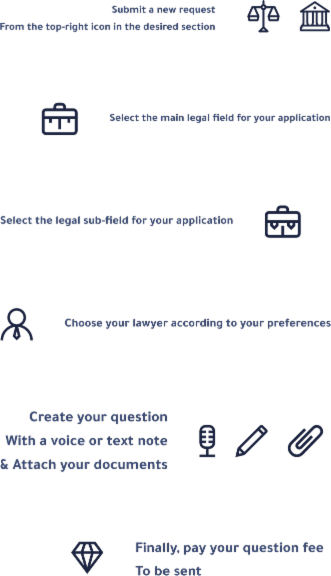 Submit a new request
From the top-right icon in the desired section
Select the main legal field for your application
Select the legal sub-field for your application
Choose your lawyer according to your preferences
Create your question
With a voice or text note
& Attach your documents
Finally, pay your question fee
To be sent